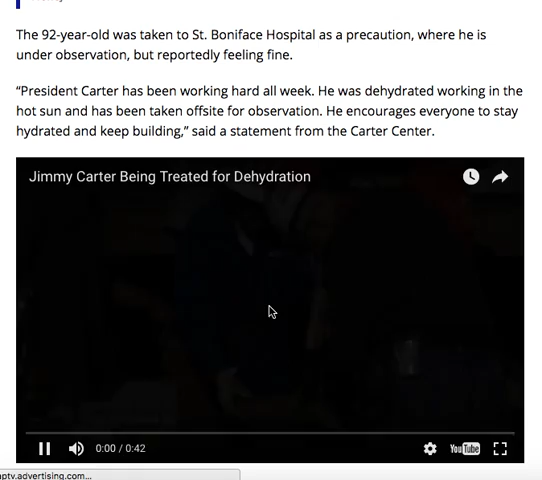 The 92-year-old was taken to St. Boniface Hospital as a precaution, where he is
under observation, but reportedly feeling fine.
“President Carter has been working hard all week. He was dehydrated working in the
hot sun and has been taken offsite for observation. He encourages everyone to stay
hydrated and keep building,” said a statement from the Carter Center.
Jimmy Carter Being Treated for Dehydration
0:00 / 0:42
YouTube
ptv.advertising.com...